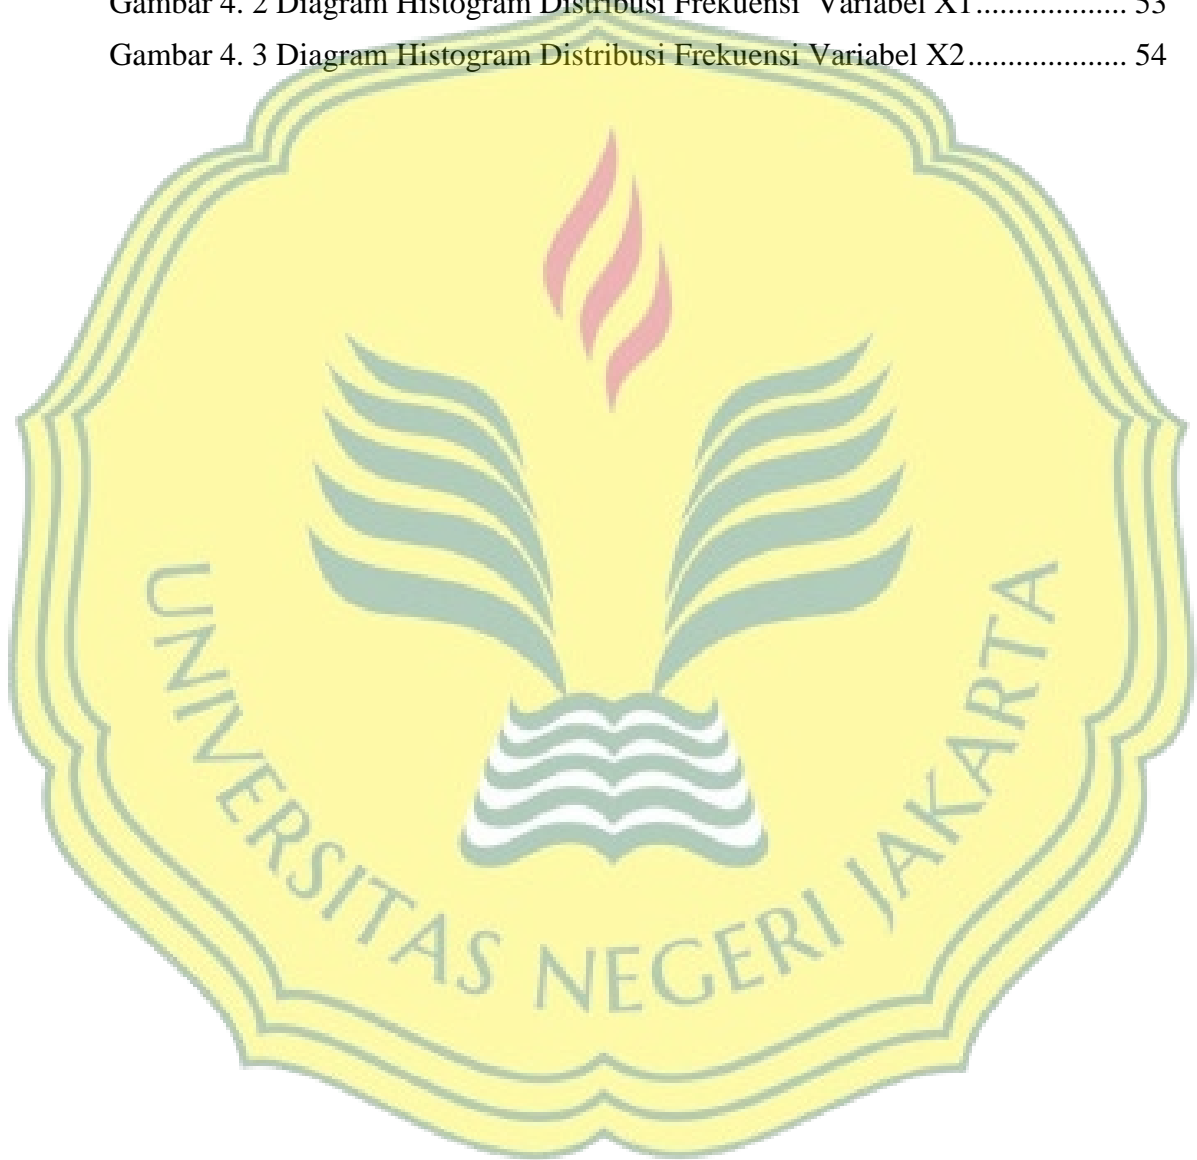 Gambar 4. 2 Diagram Histogram Distribusi Frekuensi  Variabel X1................... 53
Gambar 4. 3 Diagram Histogram Distribusi Frekuensi Variabel X2.................... 54
UNIVERSITAS NEGERI JAKARTA